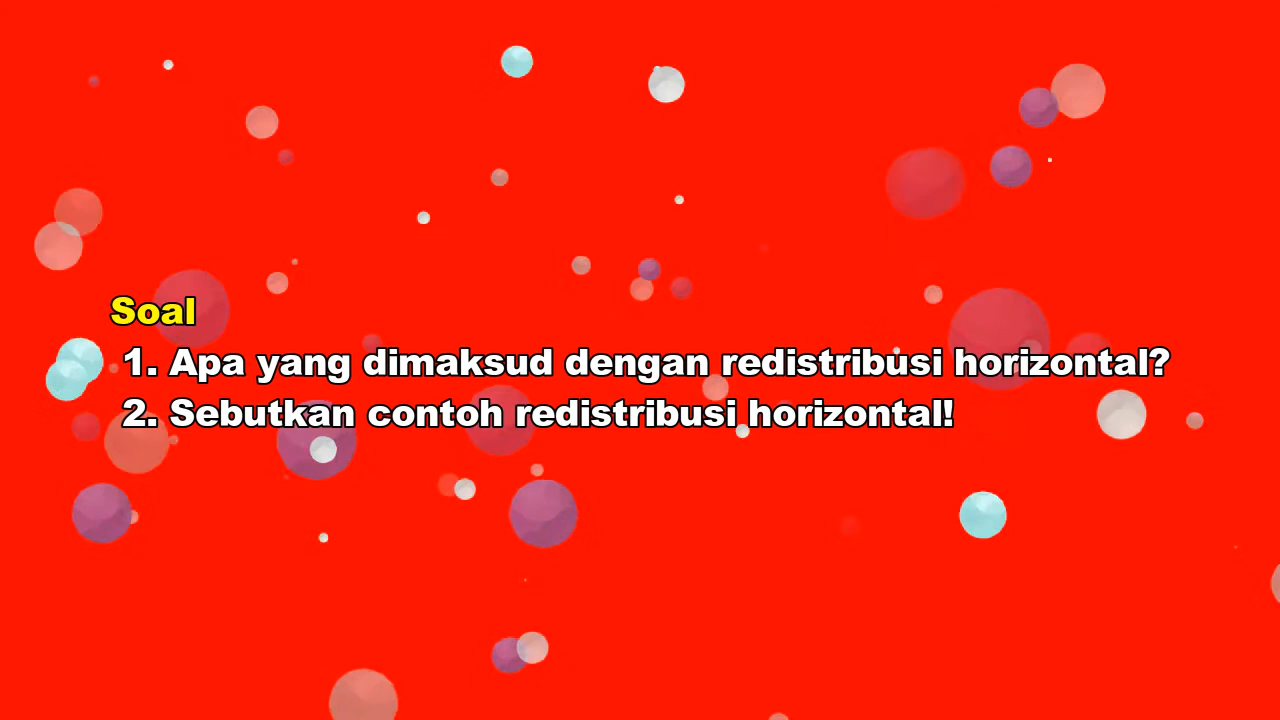 Soal
1. Apa yang dimaksud dengan redistribusi horizontal?
2. Sebutkan contoh redistribusi horizontal!